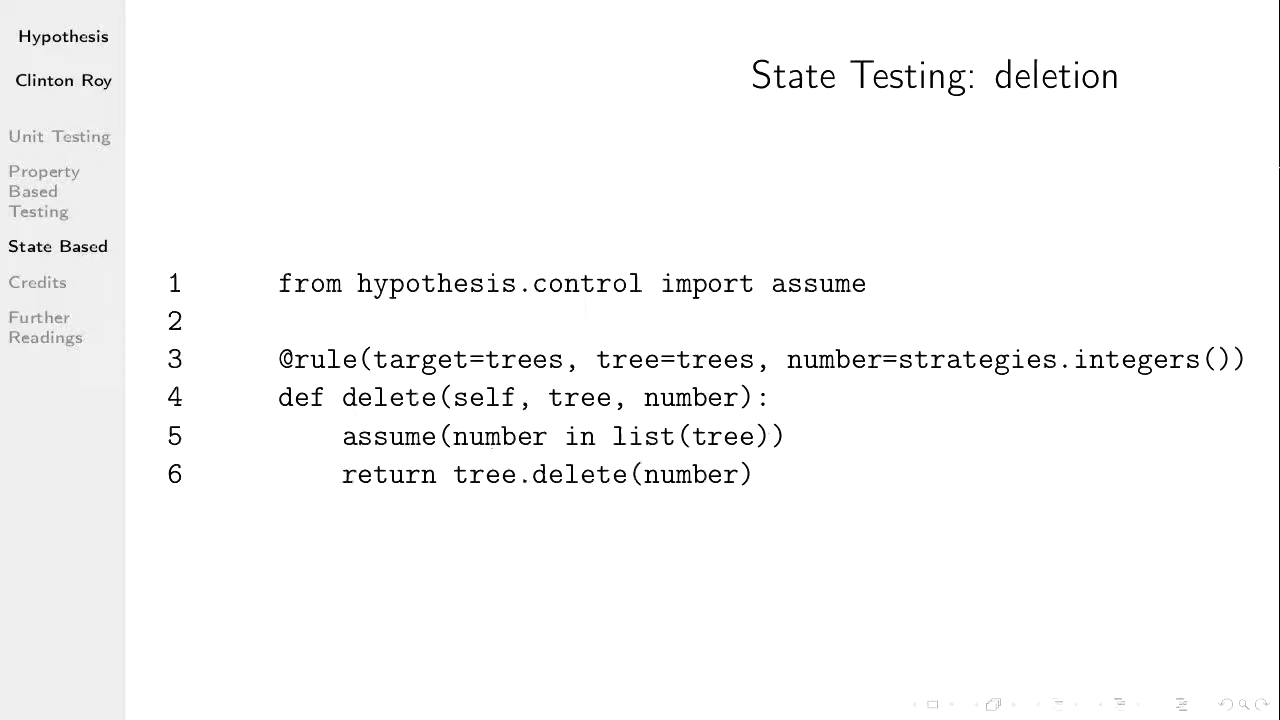 Hypothesis
Clinton Roy
Unit Testing
Property
Based
Testing
State Based
Credits
Further
Readings
State Testing: deletion
1 from hypothesis.control import assume
2
3 @rule(target=trees, tree=trees, number=strategies.integers())
4 def delete(self, tree, number):
5 assume(number in list(tree))
6 return tree.delete(number)